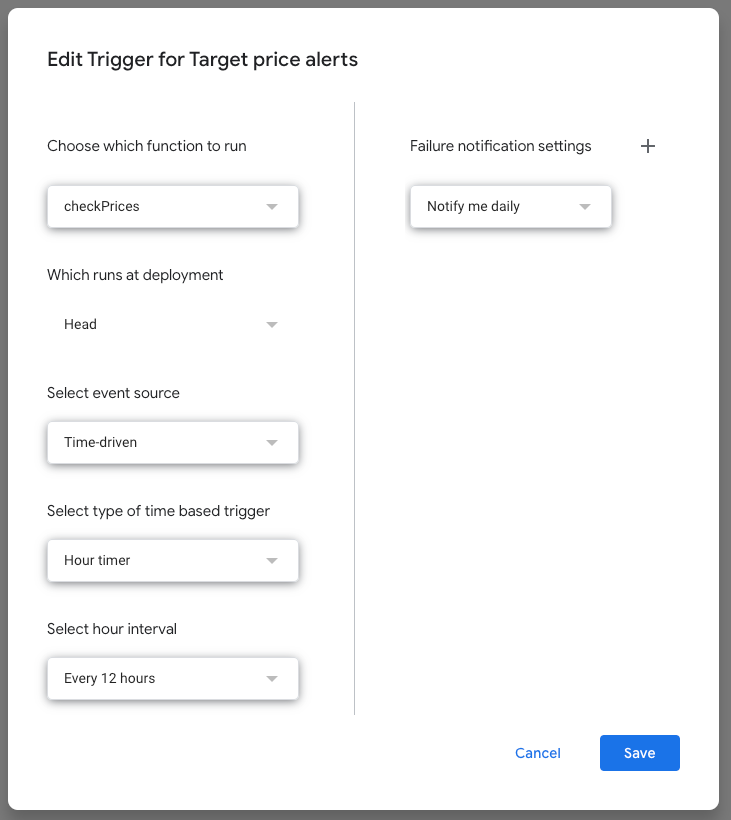 Edit Trigger for Target price alerts
Choose which function to run
checkPrices
Which runs at deployment
Head
Select event source
Time-driven
Select type of time based trigger
Hour timer
Select hour interval
Every 12 hours
Failure notification settings
Notify me daily
Cancel
Save